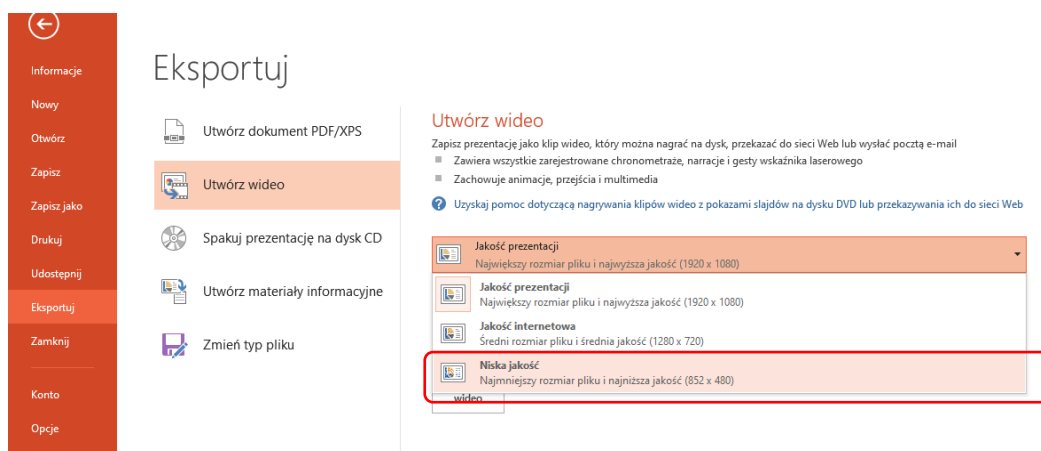 Informacje
Nowy
Otwórz
Zapisz
Zapisz jako
Drukuj
Udostępnij
Eksportuj
Zamknij
Konto
Opcje
Eksportuj
Utwórz dokument PDF/XPS
Utwórz wideo
Spakuj prezentację na dysk CD
Utwórz materiały informacyjne
Zmień typ pliku
Utwórz wideo
Zapisz prezentację jako klip wideo, który można nagrać na dysk, przekazać do sieci Web lub wysłać pocztą e-mail
Zawiera wszystkie zarejestrowane chronometraże, narracje i gesty wskaźnika laserowego
Zachowuje animacje, przejścia i multimedia
Uzyskaj pomoc dotyczącą nagrywania klipów wideo z pokazami slajdów na dysku DVD lub przekazywania ich do sieci Web
Jakość prezentacji
Największy rozmiar pliku i najwyższa jakość (1920 x 1080)
Jakość prezentacji
Największy rozmiar pliku i najwyższa jakość (1920 x 1080)
Jakość internetowa
Średni rozmiar pliku i średnia jakość (1280 x 720)
Niska jakość
Najmniejszy rozmiar pliku i najniższa jakość (852 x 480)
wideo